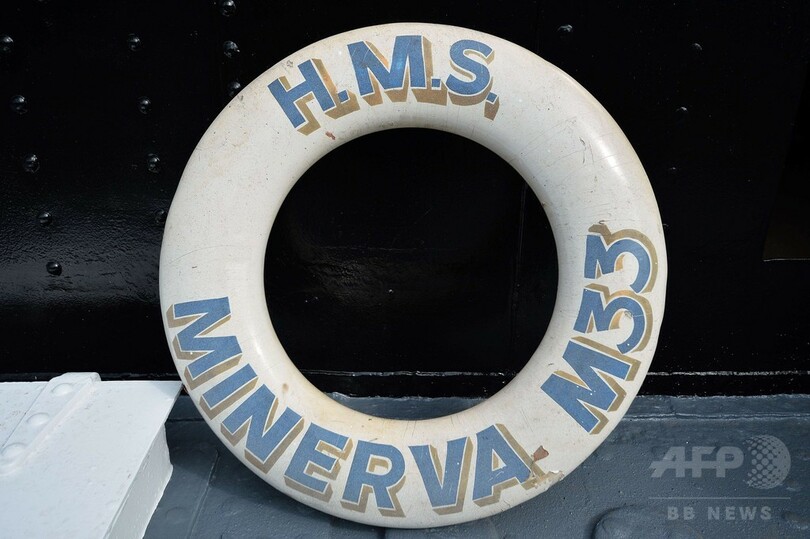 H.M.S.
MINERVA M33
AFP
BB NEWS